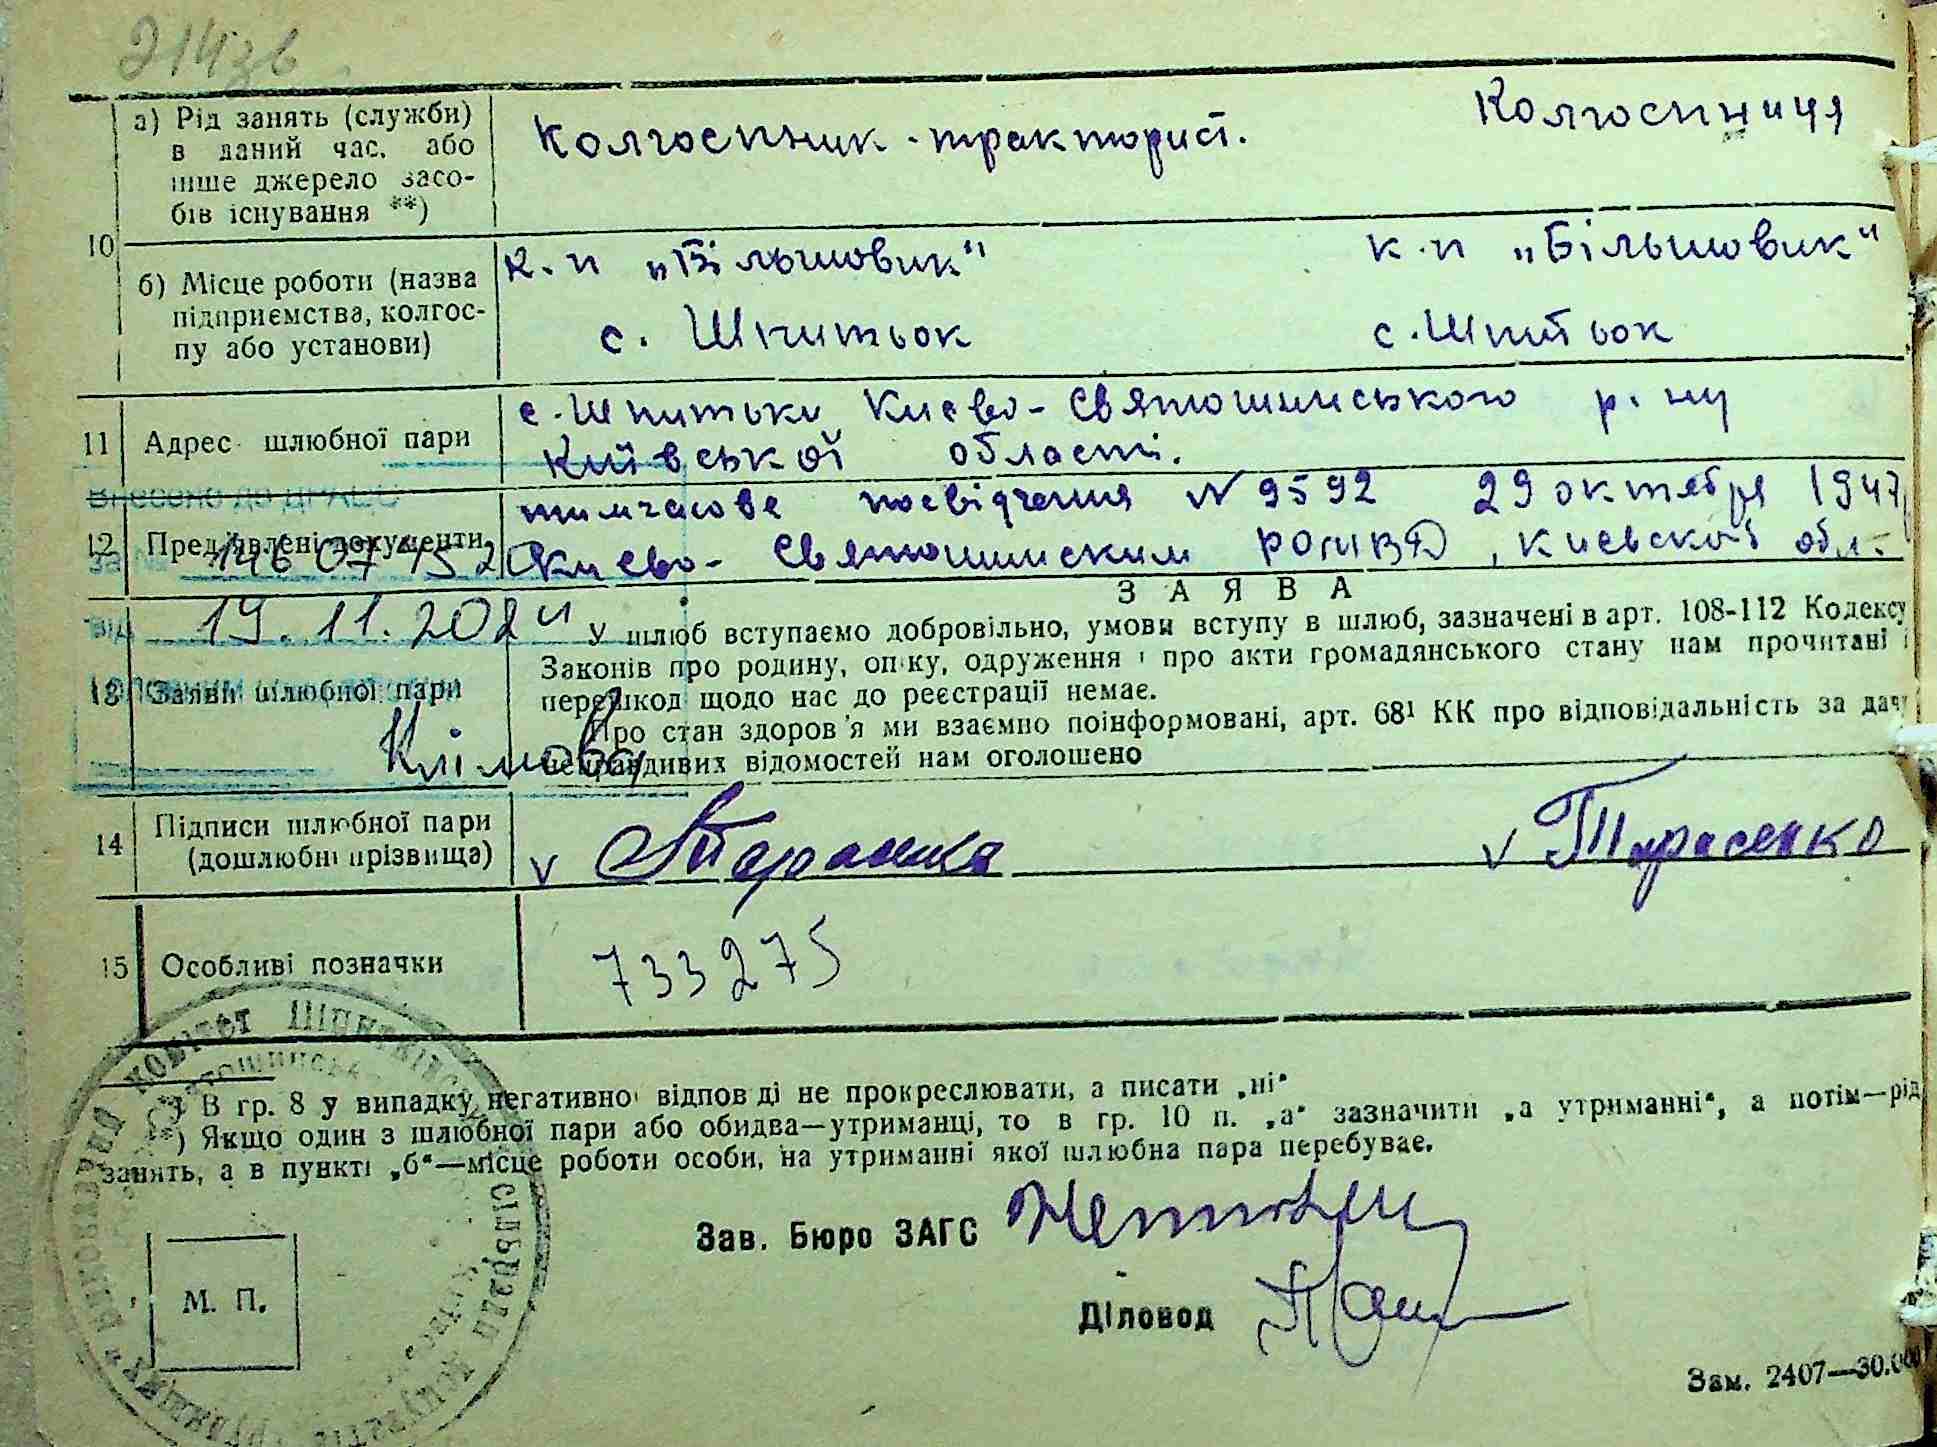 214зв
а) Рід занять (служби) в даний час, або інше джерело засобів існування **)
Колгоспник-тракторист.
Колгоспниця
10
б) Місце роботи (назва підприємства, колгоспу або установи)
к-п „Більшовик"
с. Шпитьок
к-п „Більшовик"
с. Шпитьок
11
Адрес шлюбної пари
с. Шпитьки Києво-Святошинського р-ну
Київської області.
Внесено до ДРАЦС
12
Пред'явлені документи
тимчасове посвідчення N 9592 29 октября 1947
Києво-Святошиским РОМВД, Киевской обл.
за №
від 19.11.2024
Клімова
13
Заяви шлюбної пари
ЗАЯВА
У шлюб вступаємо добровільно, умови вступу в шлюб, зазначені в арт. 108-112 Кодексу
Законів про родину, опіку, одруження і про акти громадянського стану нам прочитані і
перешкод щодо нас до реєстрації немає.
Про стан здоров'я ми взаємно поінформовані, арт. 68¹ КК про відповідальність за дачу
неправдивих відомостей нам оголошено
14
Підписи шлюбної пари
(дошлюбні прізвища)
v
v Тарасенко
15
Особливі позначки
733275
*) В гр. 8 у випадку негативної відповіді не прокреслювати, а писати „ні"
**) Якщо один з шлюбної пари або обидва—утриманці, то в гр. 10 п. „а" зазначити „а утриманні", а потім—рід
занять, а в пункті „б"—місце роботи особи, на утриманні якої шлюбна пара перебуває.
Зав. Бюро ЗАГС
Діловод
М. П.
Зам. 2407—30.000